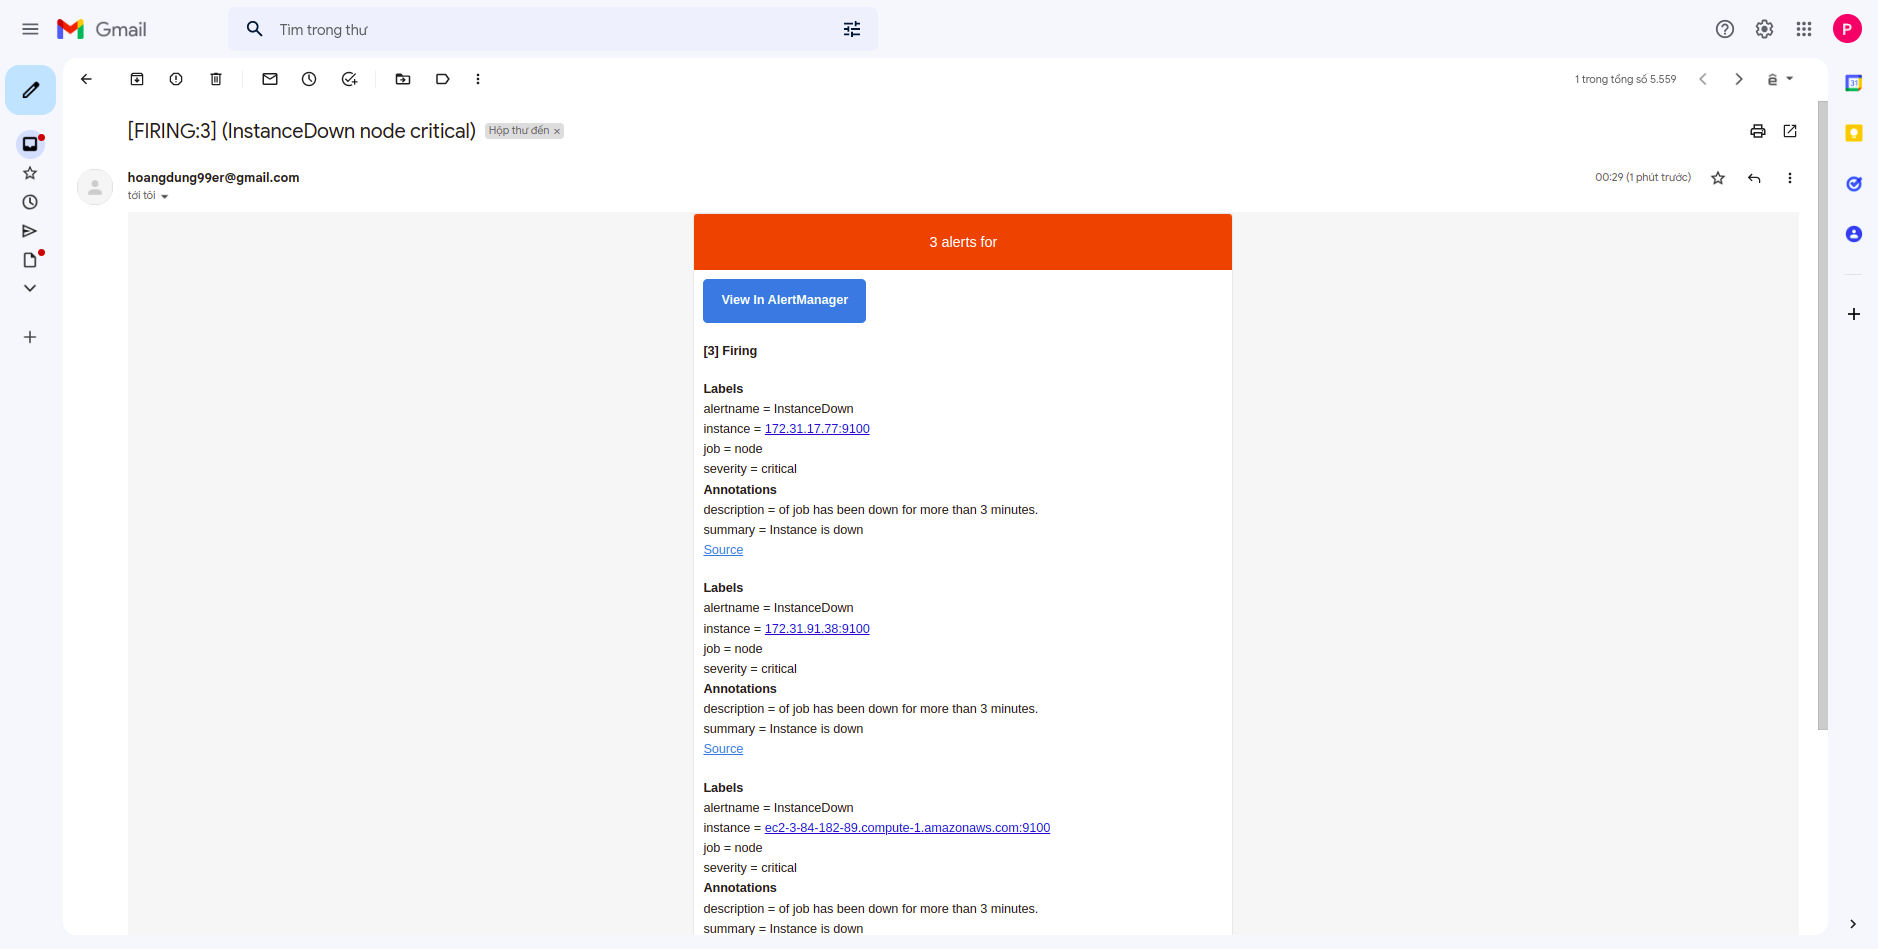 Gmail
Tìm trong thư
P
1 trong tổng số 5.559
ê
31
[FIRING:3] (InstanceDown node critical)
Hộp thư đến ×
hoangdung99er@gmail.com
00:29 (1 phút trước)
tới tôi
3 alerts for
View In AlertManager
[3] Firing
Labels
alertname = InstanceDown
instance = 172.31.17.77:9100
job = node
severity = critical
Annotations
description = of job has been down for more than 3 minutes.
summary = Instance is down
Source
Labels
alertname = InstanceDown
instance = 172.31.91.38:9100
job = node
severity = critical
Annotations
description = of job has been down for more than 3 minutes.
summary = Instance is down
Source
Labels
alertname = InstanceDown
instance = ec2-3-84-182-89.compute-1.amazonaws.com:9100
job = node
severity = critical
Annotations
description = of job has been down for more than 3 minutes.
summary = Instance is down